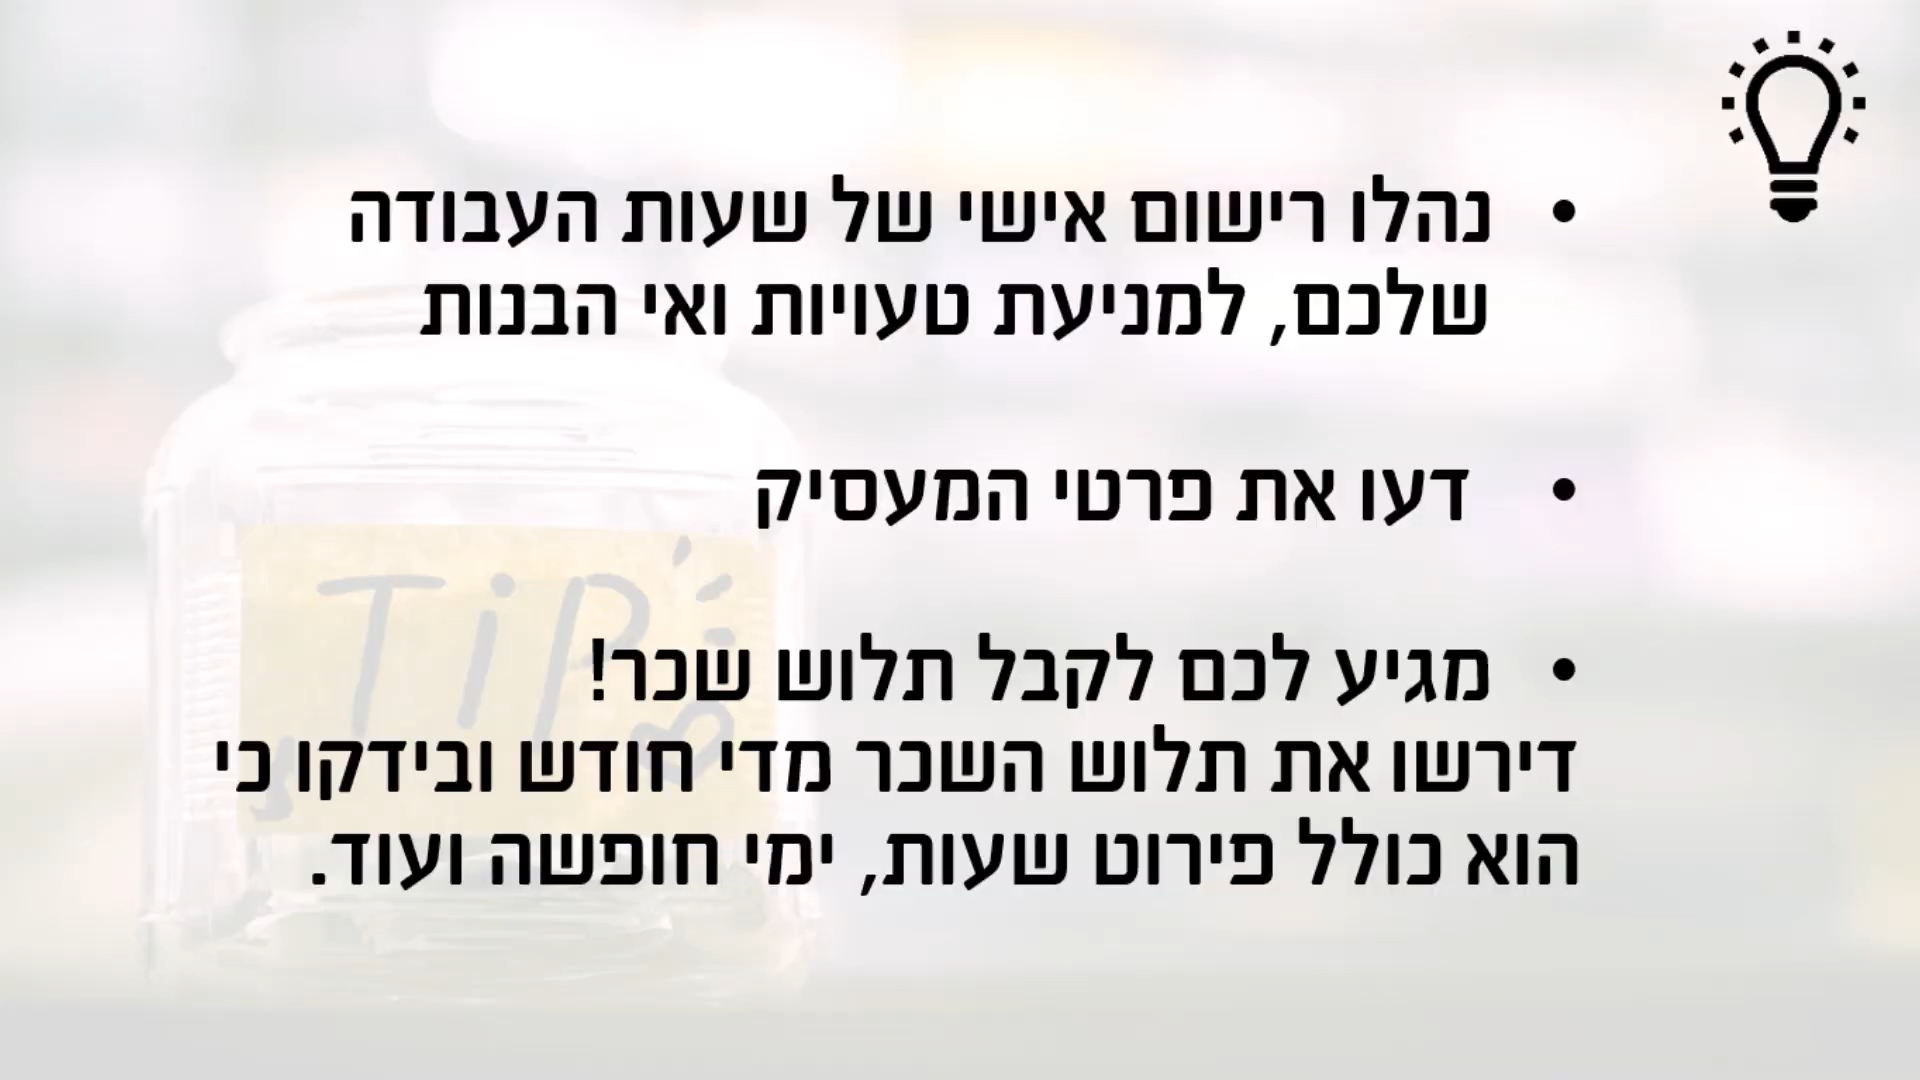 • נהלו רישום אישי של שעות העבודה
שלכם, למניעת טעויות ואי הבנות
• דעו את פרטי המעסיק
• מגיע לכם לקבל תלוש שכר!
דירשו את תלוש השכר מדי חודש ובידקו כי
הוא כולל פירוט שעות, ימי חופשה ועוד.
TiP